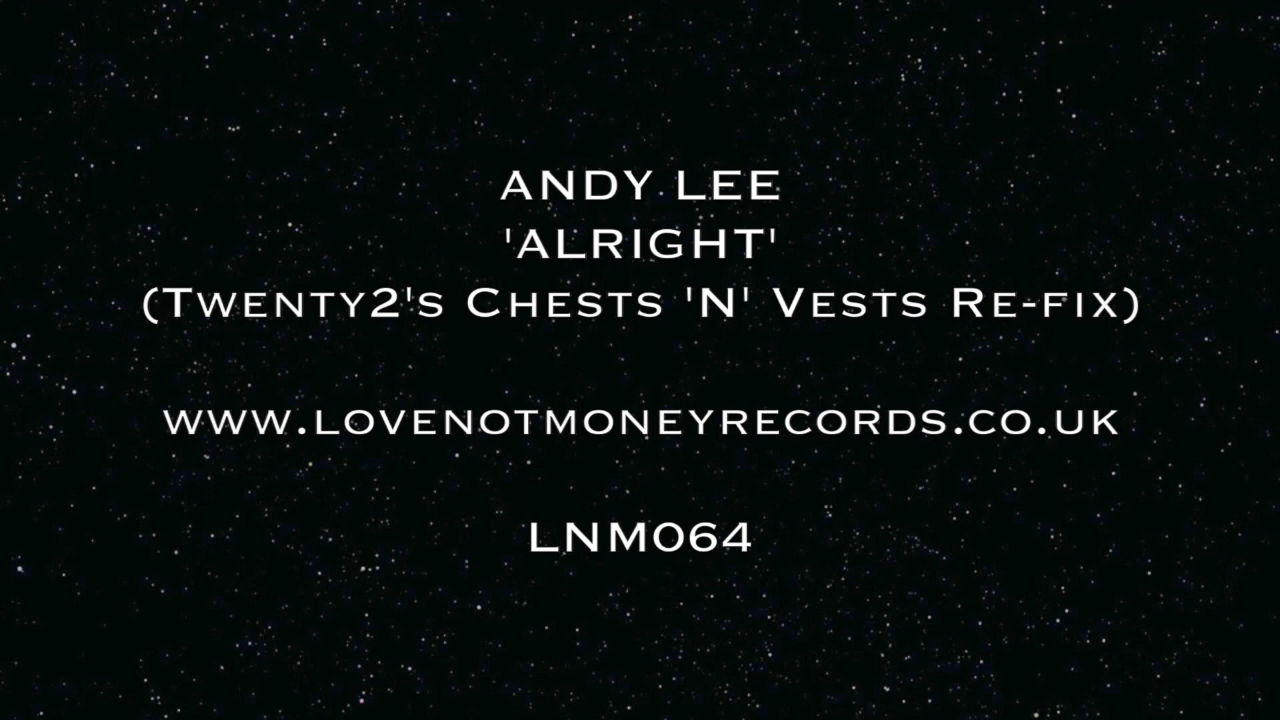 ANDY LEE
'ALRIGHT'
(Twenty2's Chests 'N' Vests Re-fix)
www.lovenotmoneyrecords.co.uk
LNM064